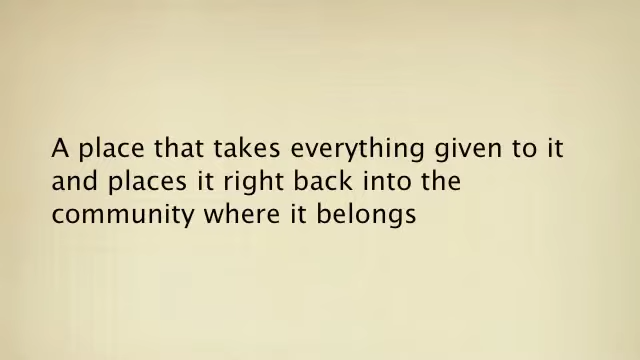 A place that takes everything given to it
and places it right back into the
community where it belongs